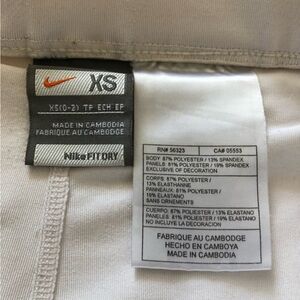 XS
XS(0-2) TP ECH EP
MADE IN CAMBODIA
FABRIQUE AU CAMBODGE
Nike FIT DRY
RN# 56323 CA# 05553
BODY: 87% POLYESTER / 13% SPANDEX
PANELS: 81% POLYESTER / 19% SPANDEX
EXCLUSIVE OF DECORATION
CORPS: 87% POLYESTER /
13% ELASTHANNE
PANNEAUX: 81% POLYESTER /
19% ELASTHANNE
SANS ORNEMENTS
CUERPO: 87% POLIESTER / 13% ELASTANO
PANELES: 81% POLIESTER / 19% ELASTANO
NO INCLUYE LOS ADORNOS
FABRIQUE AU CAMBODGE
HECHO EN CAMBOYA
MADE IN CAMBODIA